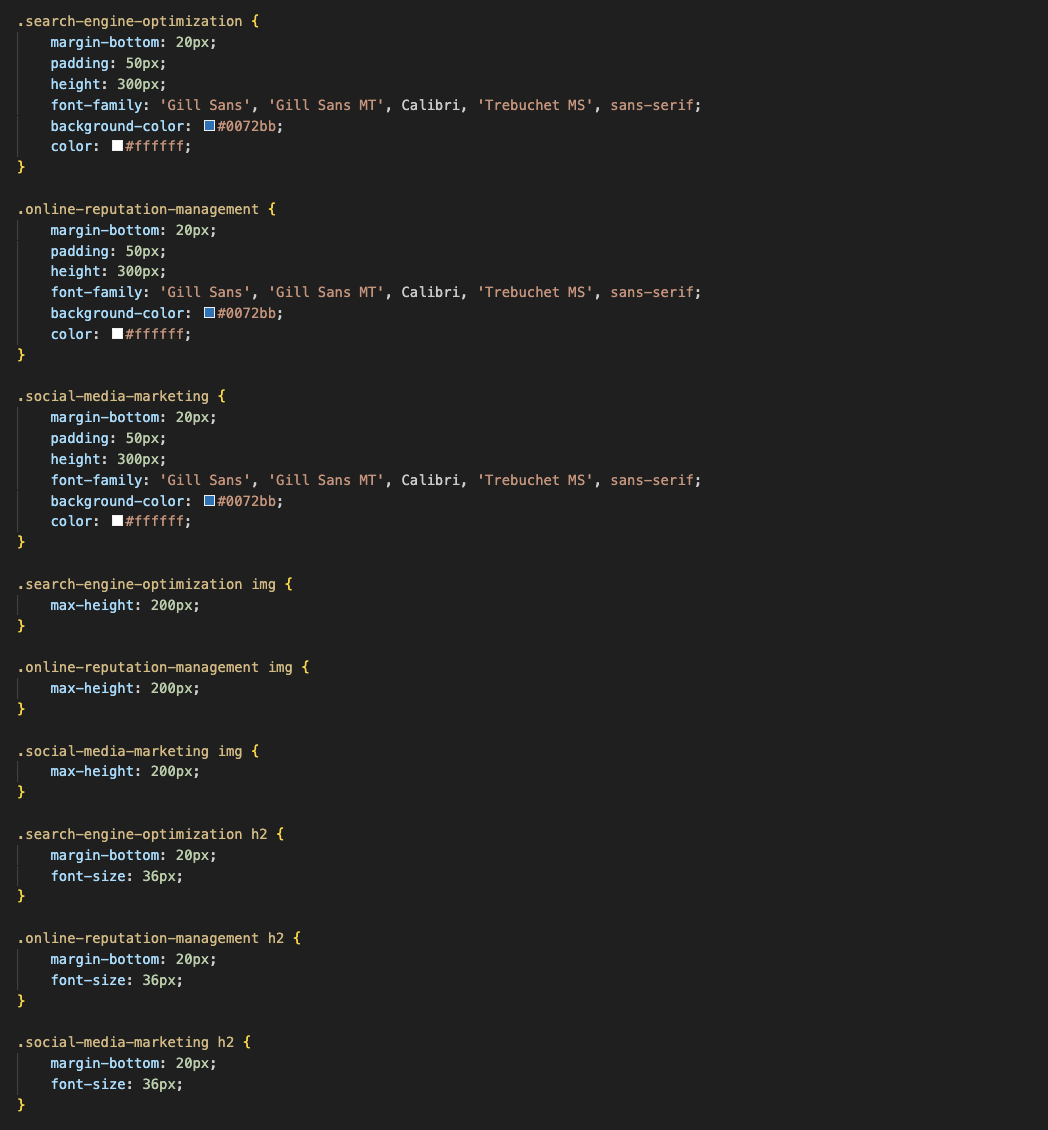 .search-engine-optimization {
    margin-bottom: 20px;
    padding: 50px;
    height: 300px;
    font-family: 'Gill Sans', 'Gill Sans MT', Calibri, 'Trebuchet MS', sans-serif;
    background-color: #0072bb;
    color: #ffffff;
}

.online-reputation-management {
    margin-bottom: 20px;
    padding: 50px;
    height: 300px;
    font-family: 'Gill Sans', 'Gill Sans MT', Calibri, 'Trebuchet MS', sans-serif;
    background-color: #0072bb;
    color: #ffffff;
}

.social-media-marketing {
    margin-bottom: 20px;
    padding: 50px;
    height: 300px;
    font-family: 'Gill Sans', 'Gill Sans MT', Calibri, 'Trebuchet MS', sans-serif;
    background-color: #0072bb;
    color: #ffffff;
}

.search-engine-optimization img {
    max-height: 200px;
}

.online-reputation-management img {
    max-height: 200px;
}

.social-media-marketing img {
    max-height: 200px;
}

.search-engine-optimization h2 {
    margin-bottom: 20px;
    font-size: 36px;
}

.online-reputation-management h2 {
    margin-bottom: 20px;
    font-size: 36px;
}

.social-media-marketing h2 {
    margin-bottom: 20px;
    font-size: 36px;
}